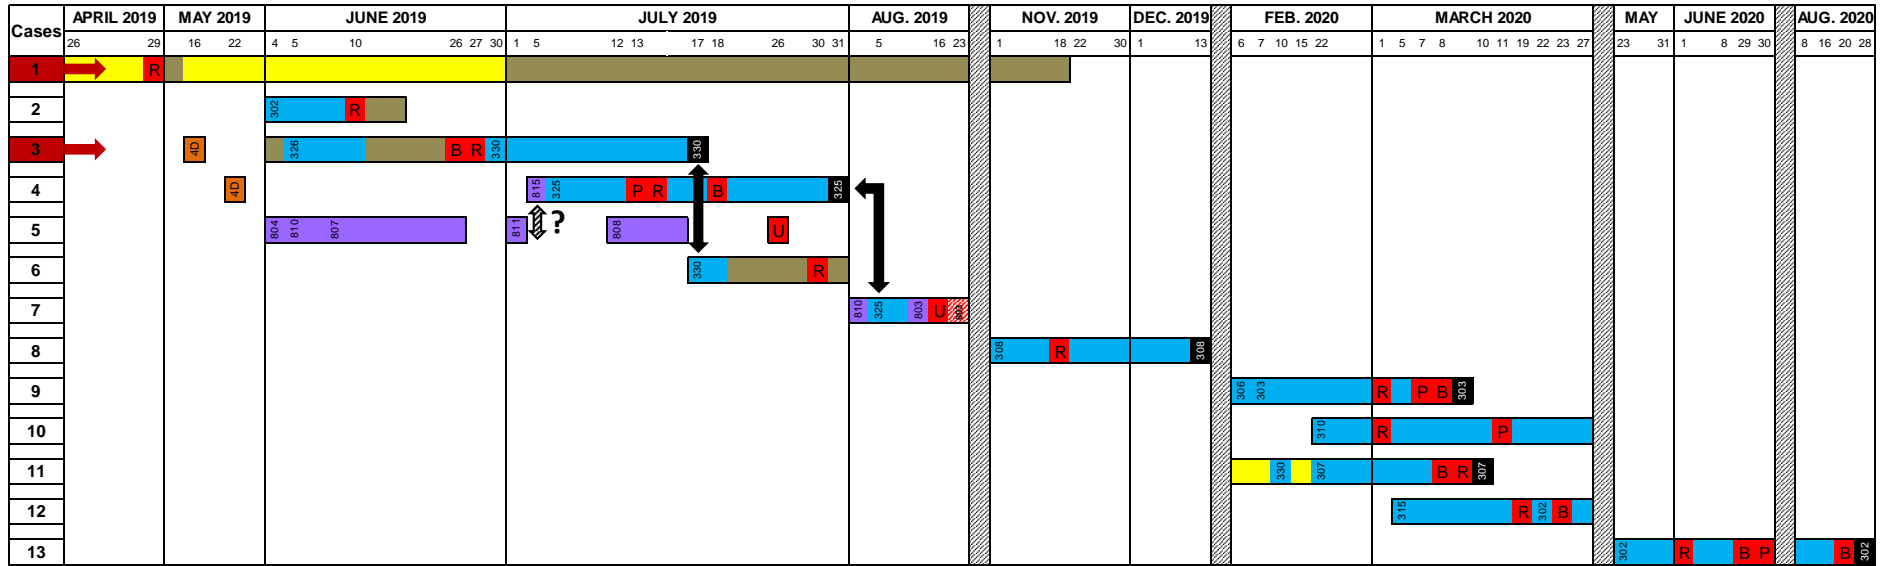 Cases APRIL 2019 MAY 2019 JUNE 2019 JULY 2019 AUG. 2019 NOV. 2019 DEC. 2019 FEB. 2020 MARCH 2020 MAY JUNE 2020 AUG. 2020
26 29 16 22 4 5 10 26 27 30 1 5 12 13 17 18 26 30 31 5 16 23 1 18 22 30 1 13 6 7 10 15 22 1 5 7 8 10 11 19 22 23 27 23 31 1 8 29 30 8 16 20 28
1 R
2 302 R
3 4D 326 B R 330 330
4 4D 815 325 P R B 325
5 804 810 807 811 ? 808 U
6 330 R
7 810 325 803 U 803
8 308 R 308
9 306 303 R P B 303
10 310 R P
11 330 307 B R 307
12 315 R 302 B
13 302 R B P B 302